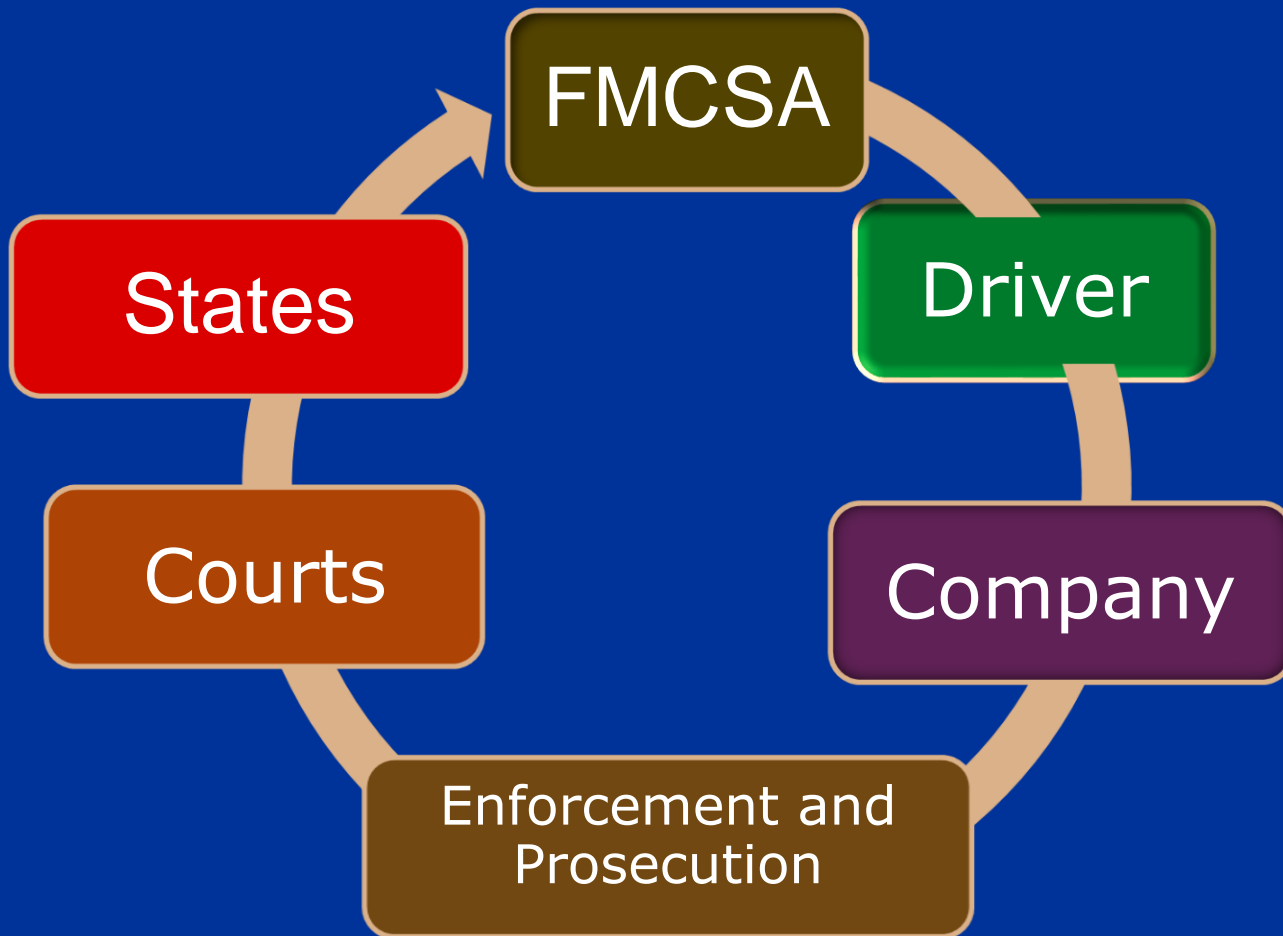 FMCSA
Driver
Company
Enforcement and
Prosecution
Courts
States